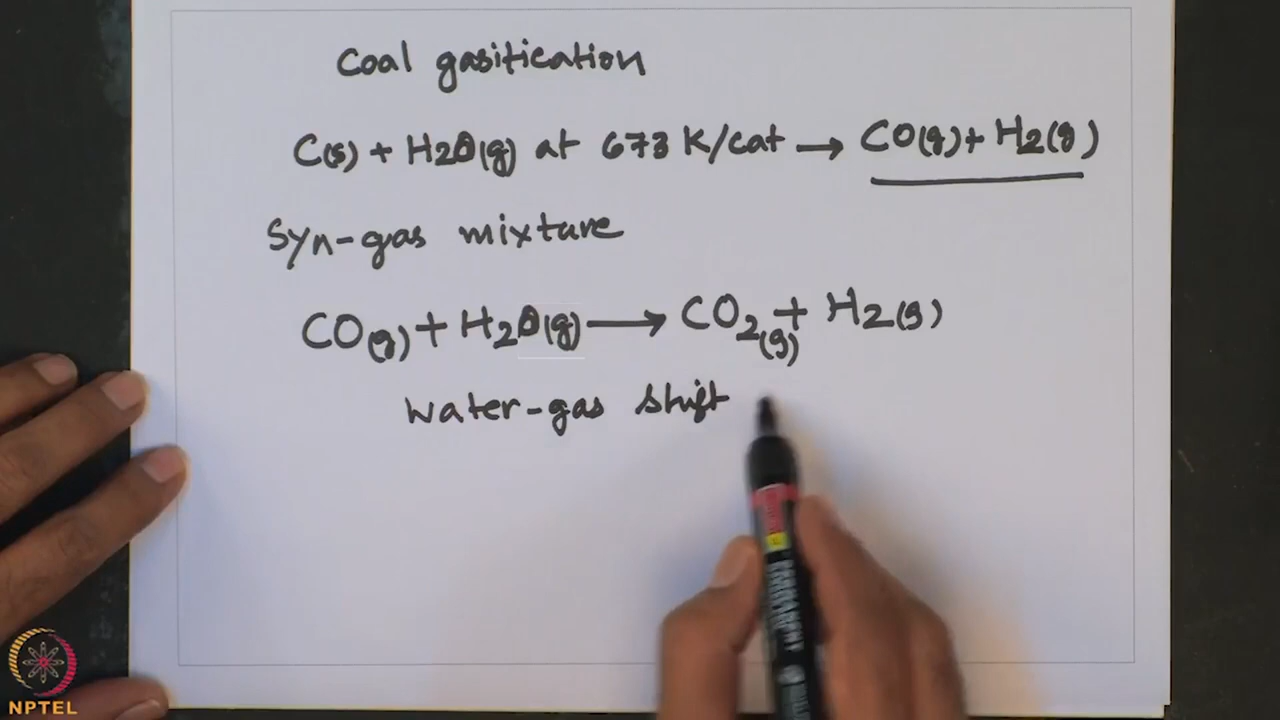 Coal gasification
C(s) + H2O(g) at 673 K/cat → CO(g) + H2(g)
Syn-gas mixture
CO(g) + H2O(g) → CO2(g) + H2(g)
Water-gas shift
NPTEL